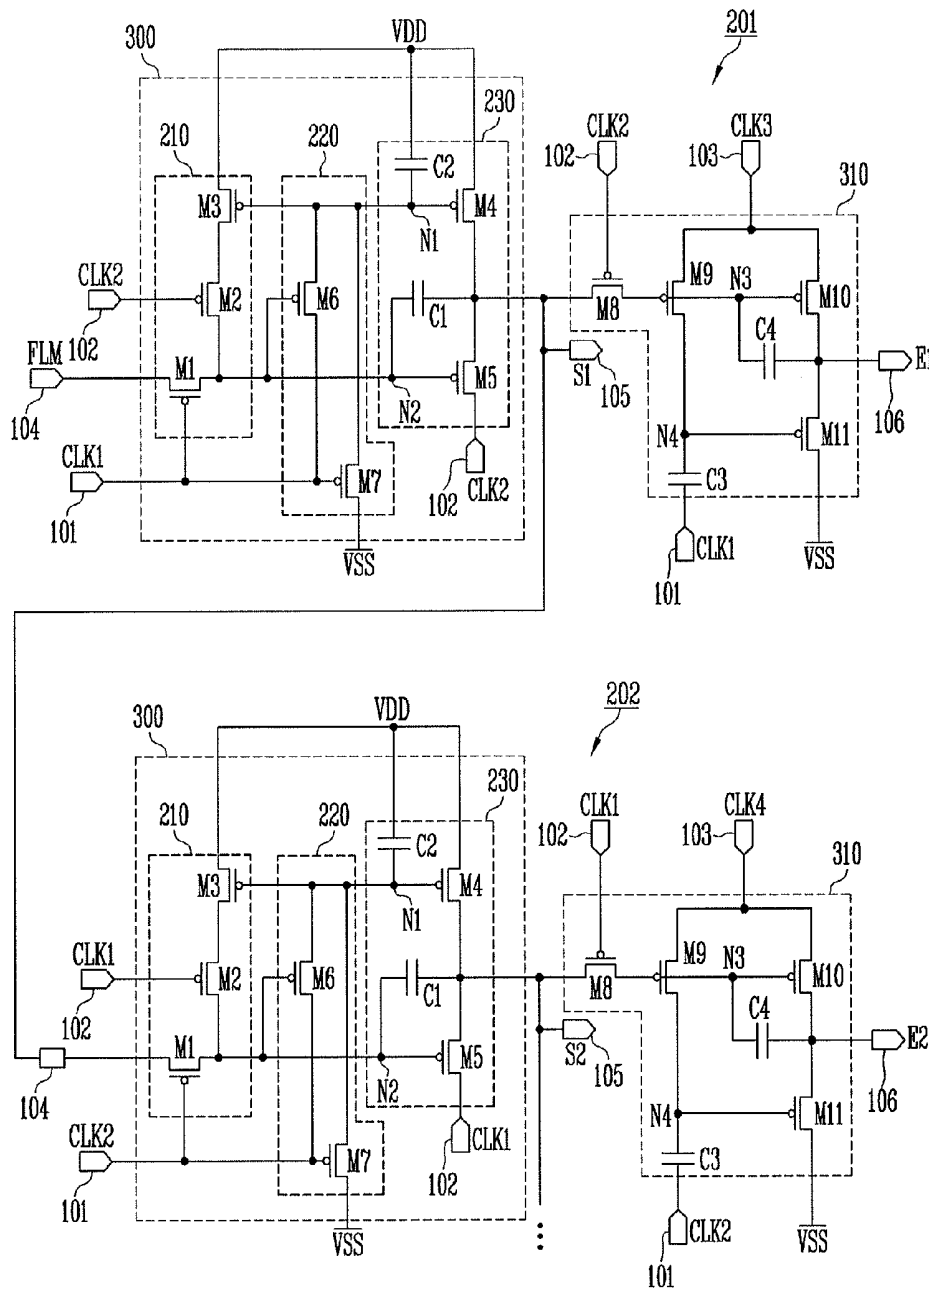 201
300
VDD
210
220
230
CLK2
102
CLK3
103
310
C2
M3
M4
N1
CLK2
102
M2
M6
C1
M9
N3
M10
M8
C4
FLM
104
M1
N2
M5
S1
105
E1
106
CLK1
101
M7
N4
M11
C3
102
CLK2
VSS
CLK1
101
VSS
202
300
VDD
210
220
230
CLK1
102
CLK4
103
310
C2
M3
M4
N1
CLK1
102
M2
M6
C1
M9
N3
M10
M8
C4
104
M1
N2
M5
S2
105
E2
106
CLK2
101
M7
N4
M11
C3
102
CLK1
VSS
CLK2
101
VSS